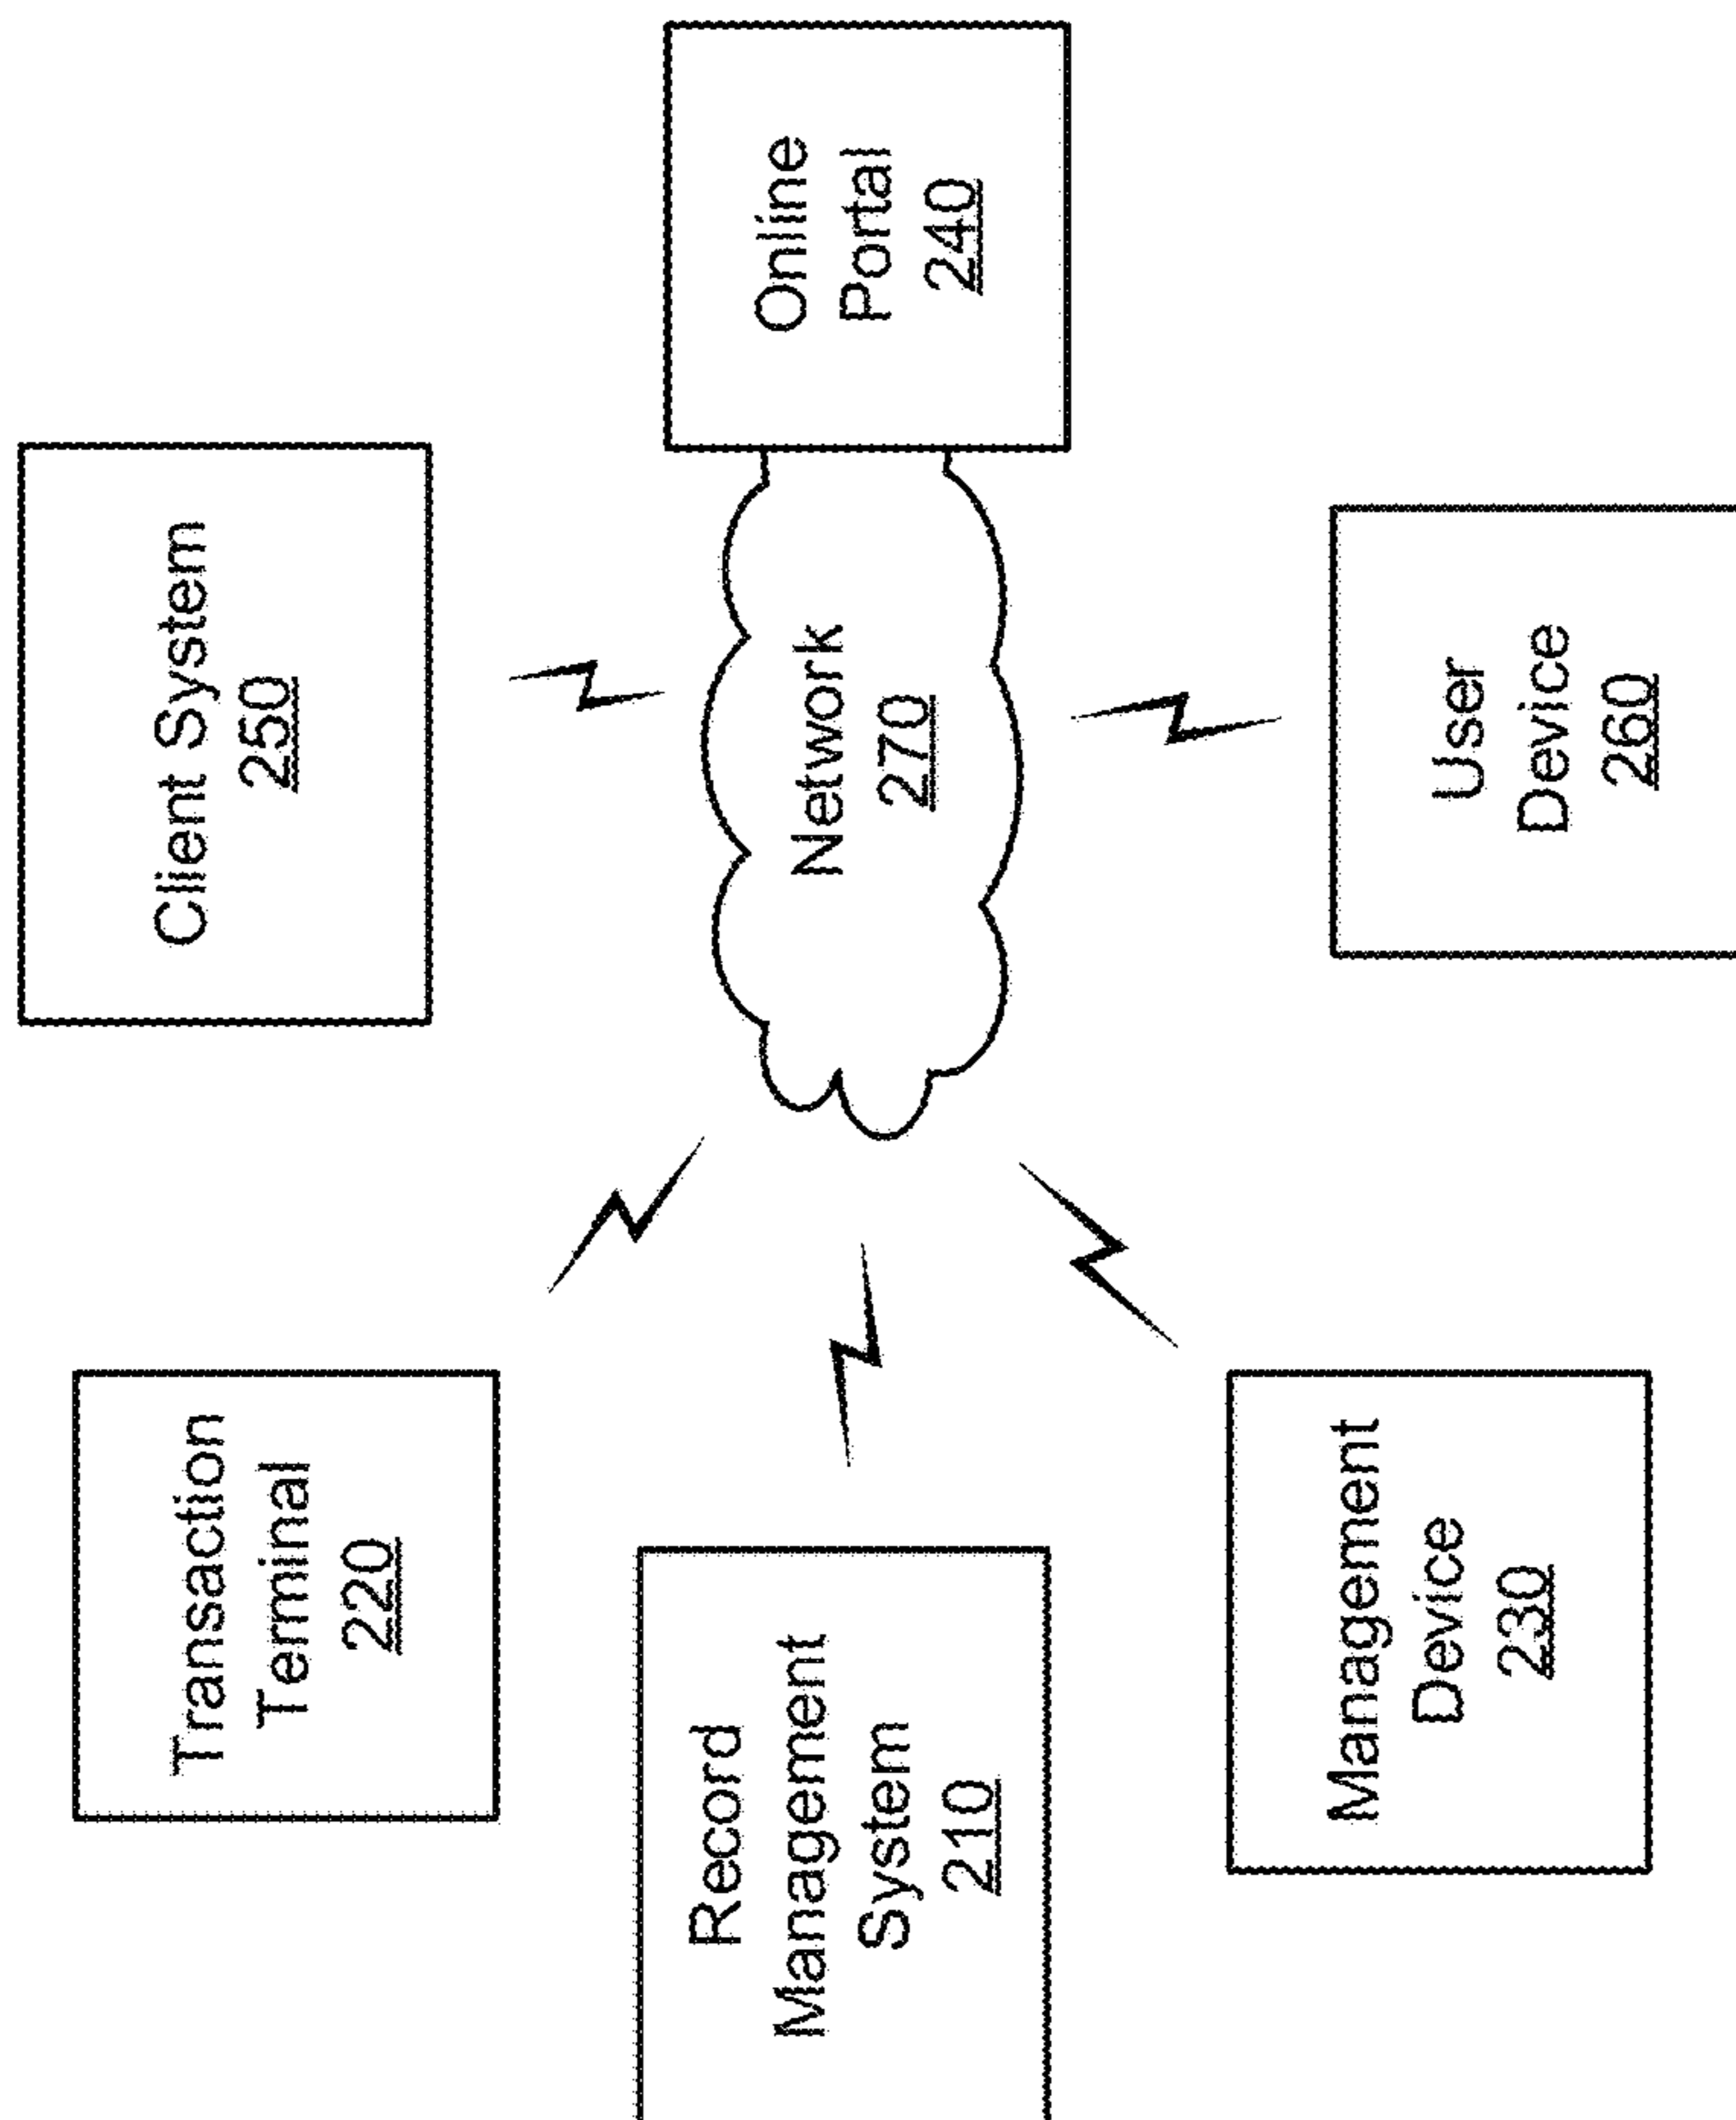 Transaction
Terminal
220
Client System
250
Record
Management
System
210
Network
270
Online
Portal
240
Management
Device
230
User
Device
260